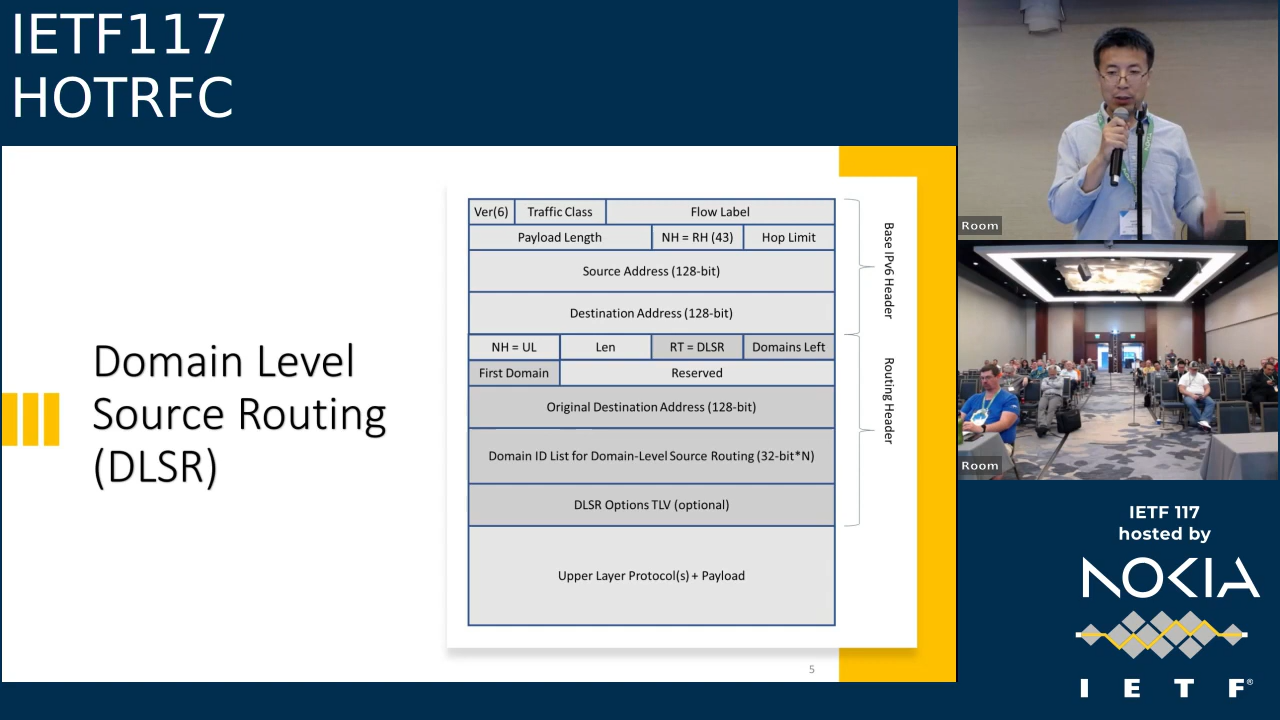 IETF117
HOTRFC
Domain Level
Source Routing
(DLSR)
Ver(6) Traffic Class Flow Label
Payload Length NH = RH (43) Hop Limit
Source Address (128-bit)
Destination Address (128-bit)
NH = UL Len RT = DLSR Domains Left
First Domain Reserved
Original Destination Address (128-bit)
Domain ID List for Domain-Level Source Routing (32-bit*N)
DLSR Options TLV (optional)
Upper Layer Protocol(s) + Payload
Base IPv6 Header
Routing Header
5
Room
Room
IETF 117
hosted by
NOKIA
I E T F®